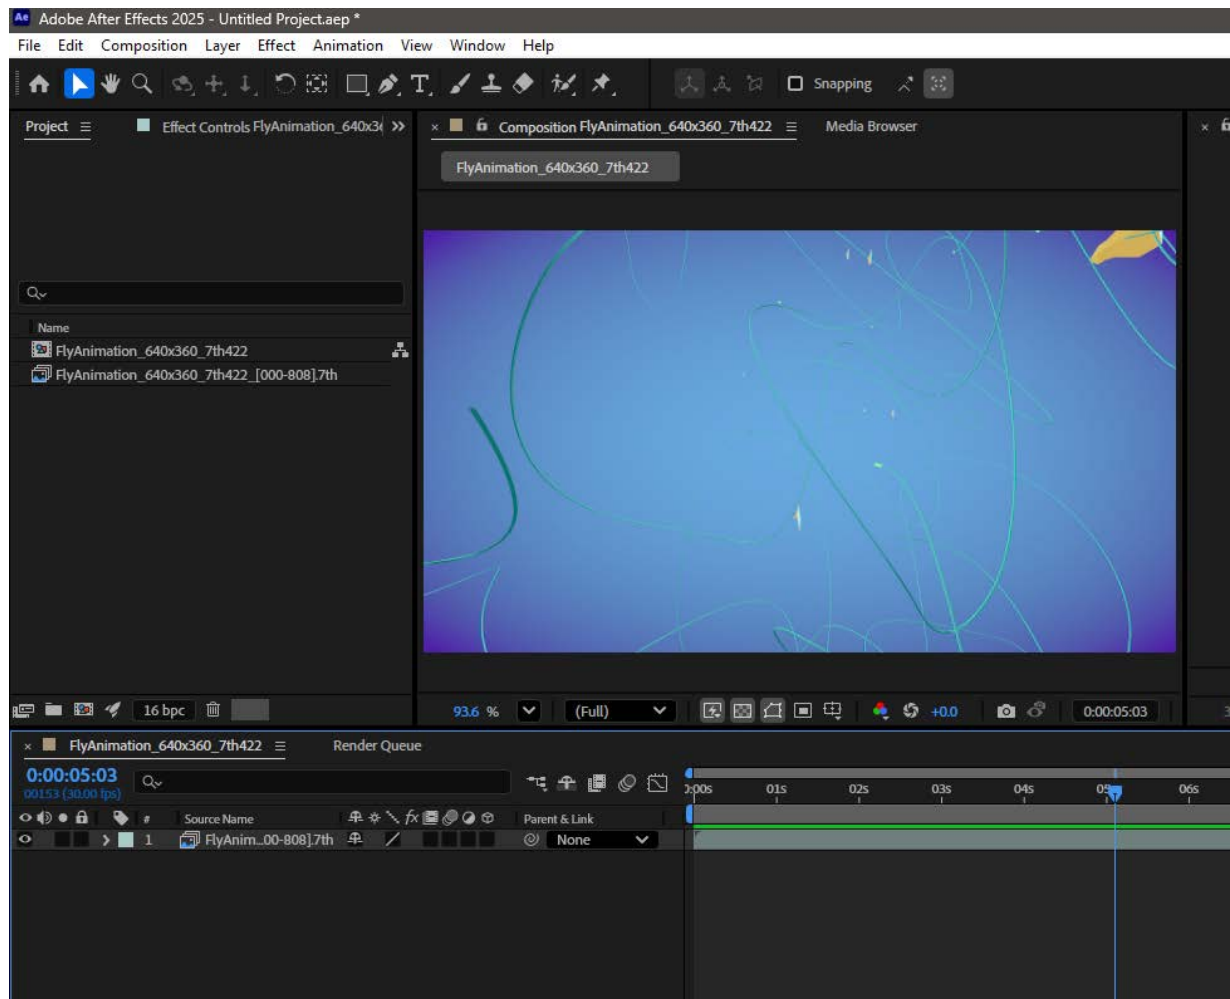 Ae Adobe After Effects 2025 - Untitled Project.aep *
File Edit Composition Layer Effect Animation View Window Help
T Snapping
Project Effect Controls FlyAnimation_640x3 Composition FlyAnimation_640x360_7th422 Media Browser
FlyAnimation_640x360_7th422
Name
FlyAnimation_640x360_7th422
FlyAnimation_640x360_7th422_[000-808].7th
16 bpc 93.6 % (Full) +0.0 0:00:05:03
FlyAnimation_640x360_7th422 Render Queue
0:00:05:03
00153 (30.00 fps) 01s 02s 03s 04s 06s
# Source Name fx Parent & Link
1 FlyAnim...00-808].7th None